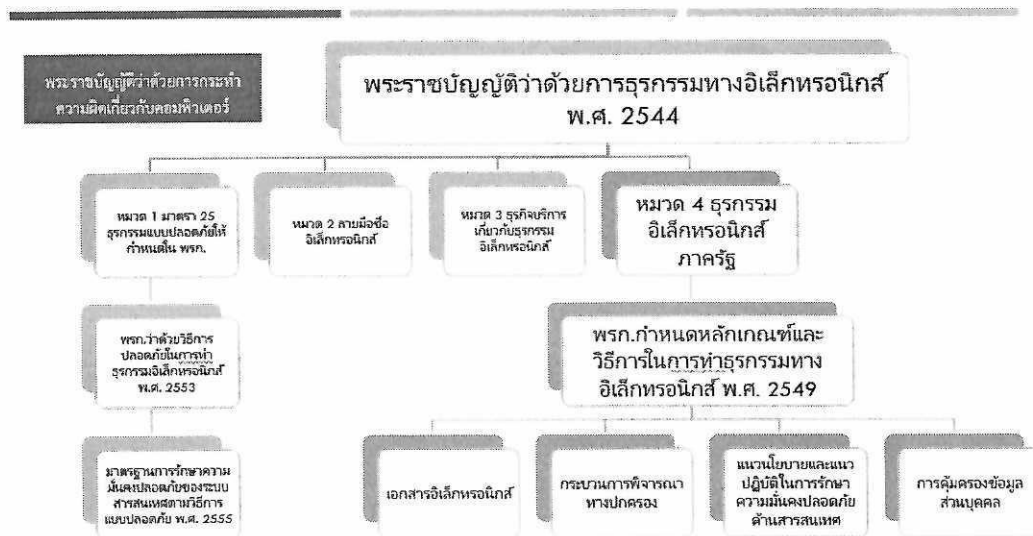 พระราชบัญญัติว่าด้วยการกระทำ
ความผิดเกี่ยวกับคอมพิวเตอร์
พระราชบัญญัติว่าด้วยการธุรกรรมทางอิเล็กทรอนิกส์
พ.ศ. 2544
หมวด 1 มาตรา 25
ธุรกรรมแบบปลอดภัยให้
กำหนดใน พรก.
หมวด 2 ลายมือชื่อ
อิเล็กทรอนิกส์
หมวด 3 ธุรกิจบริการ
เกี่ยวกับธุรกรรม
อิเล็กทรอนิกส์
หมวด 4 ธุรกรรม
อิเล็กทรอนิกส์
ภาครัฐ
พรก.ว่าด้วยวิธีการ
ปลอดภัยในการทำ
ธุรกรรมอิเล็กทรอนิกส์
พ.ศ. 2553
พรก.กำหนดหลักเกณฑ์และ
วิธีการในการทำธุรกรรมทาง
อิเล็กทรอนิกส์ พ.ศ. 2549
มาตรฐานการรักษาความ
มั่นคงปลอดภัยของระบบ
สารสนเทศตามวิธีการ
แบบปลอดภัย พ.ศ. 2555
เอกสารอิเล็กทรอนิกส์
กระบวนการพิจารณา
ทางปกครอง
แนวนโยบายและแนว
ปฏิบัติในการรักษา
ความมั่นคงปลอดภัย
ด้านสารสนเทศ
การคุ้มครองข้อมูล
ส่วนบุคคล